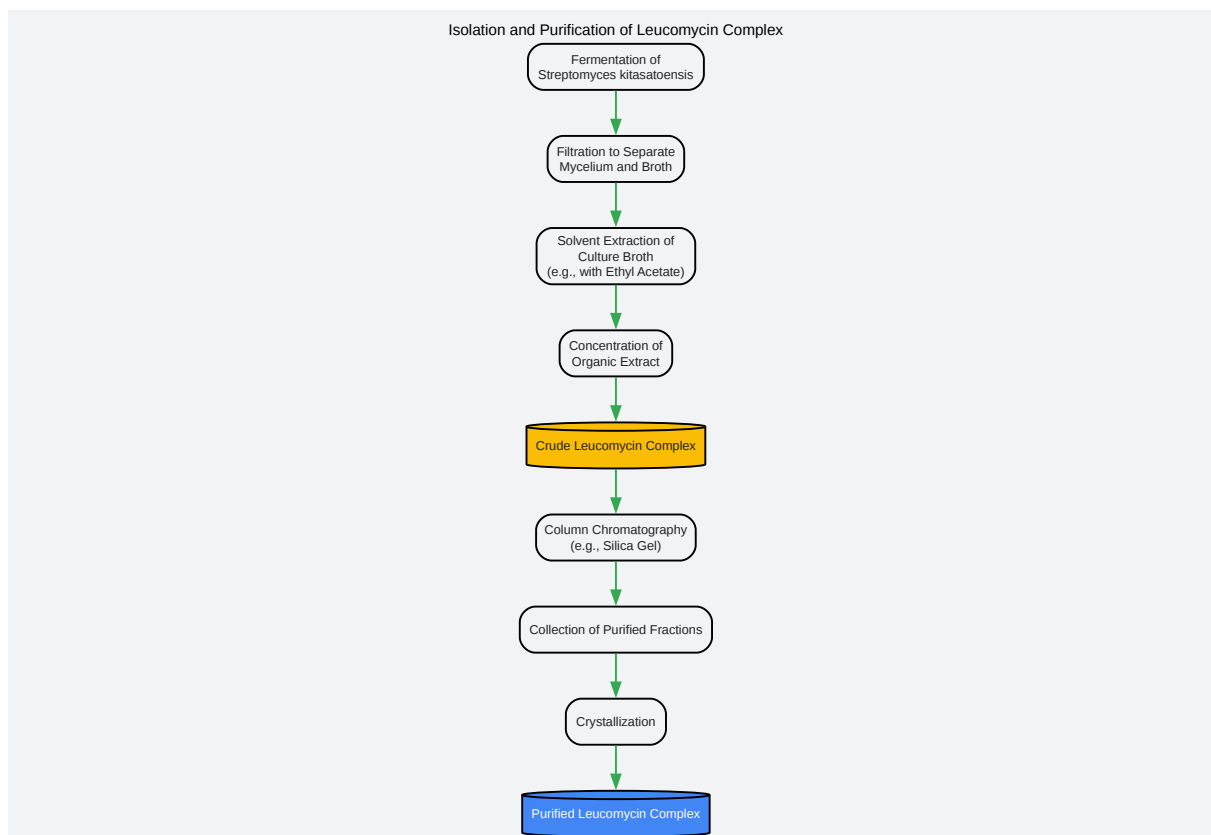 Isolation and Purification of Leucomycin Complex
Fermentation of
Streptomyces kitasatoensis
Filtration to Separate
Mycelium and Broth
Solvent Extraction of
Culture Broth
(e.g., with Ethyl Acetate)
Concentration of
Organic Extract
Crude Leucomycin Complex
Column Chromatography
(e.g., Silica Gel)
Collection of Purified Fractions
Crystallization
Purified Leucomycin Complex